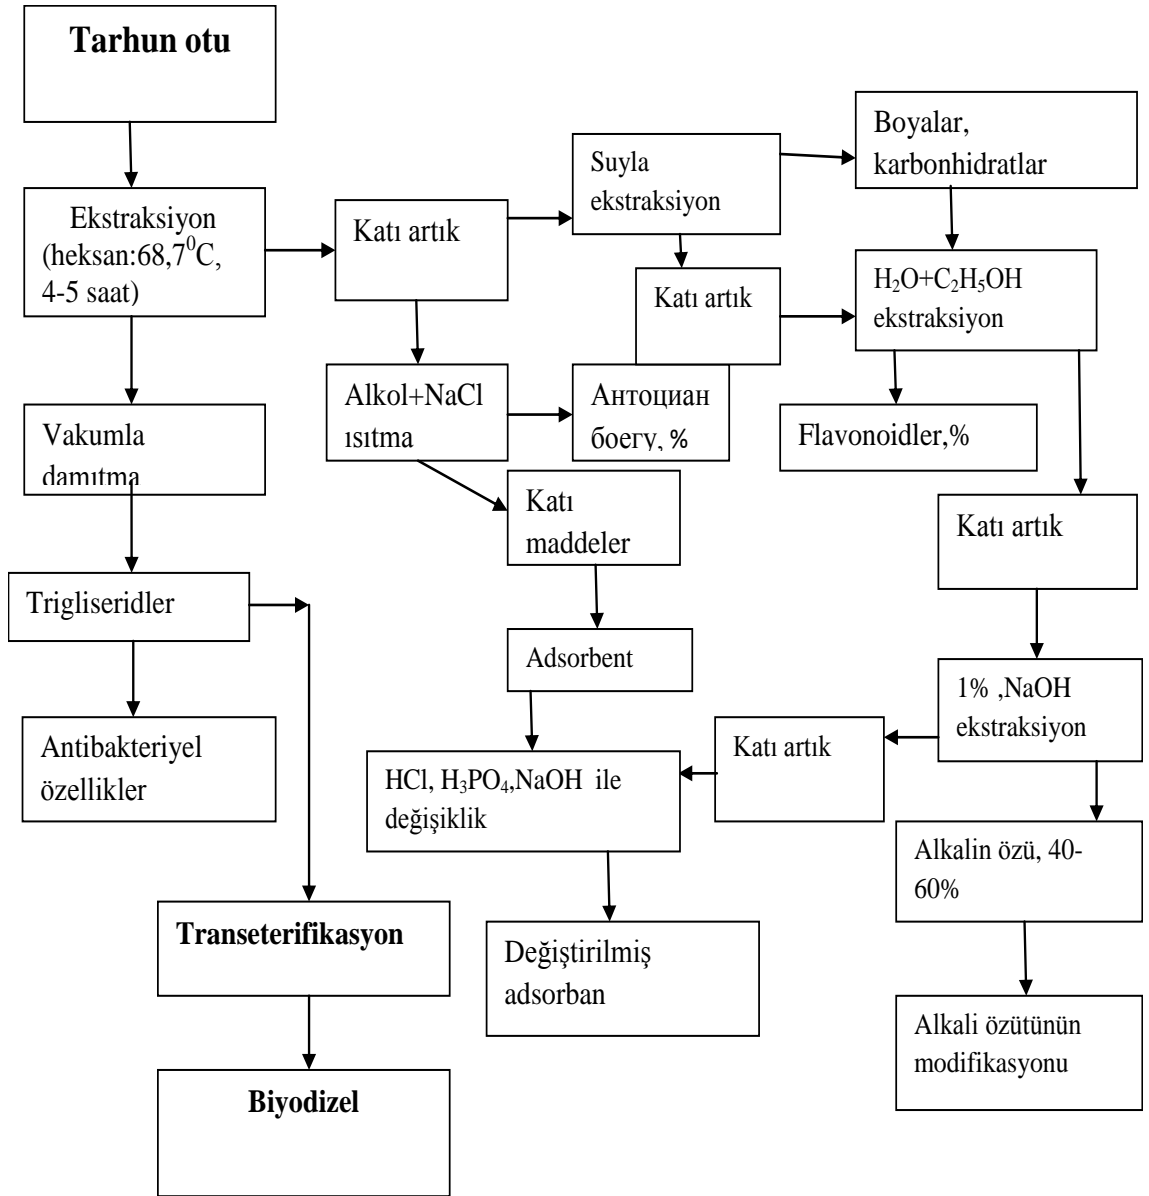 Tarhun otu
Ekstraksiyon
(heksan:68,7⁰C,
4-5 saat)
Vakumla
damıtma
Trigliseridler
Antibakteriyel
özellikler
Transeterifikasyon
Biyodizel
Katı artık
Alkol+NaCl
ısıtma
Suyla
ekstraksiyon
Katı artık
Антоциан
боегу, %
Katı
maddeler
Adsorbent
HCl, H₃PO₄,NaOH ile
değişiklik
Değiştirilmiş
adsorban
Boyalar,
karbonhidratlar
H₂O+C₂H₅OH
ekstraksiyon
Flavonoidler,%
Katı artık
1% ,NaOH
ekstraksiyon
Katı artık
Alkalin özü, 40-
60%
Alkali özütünün
modifikasyonu